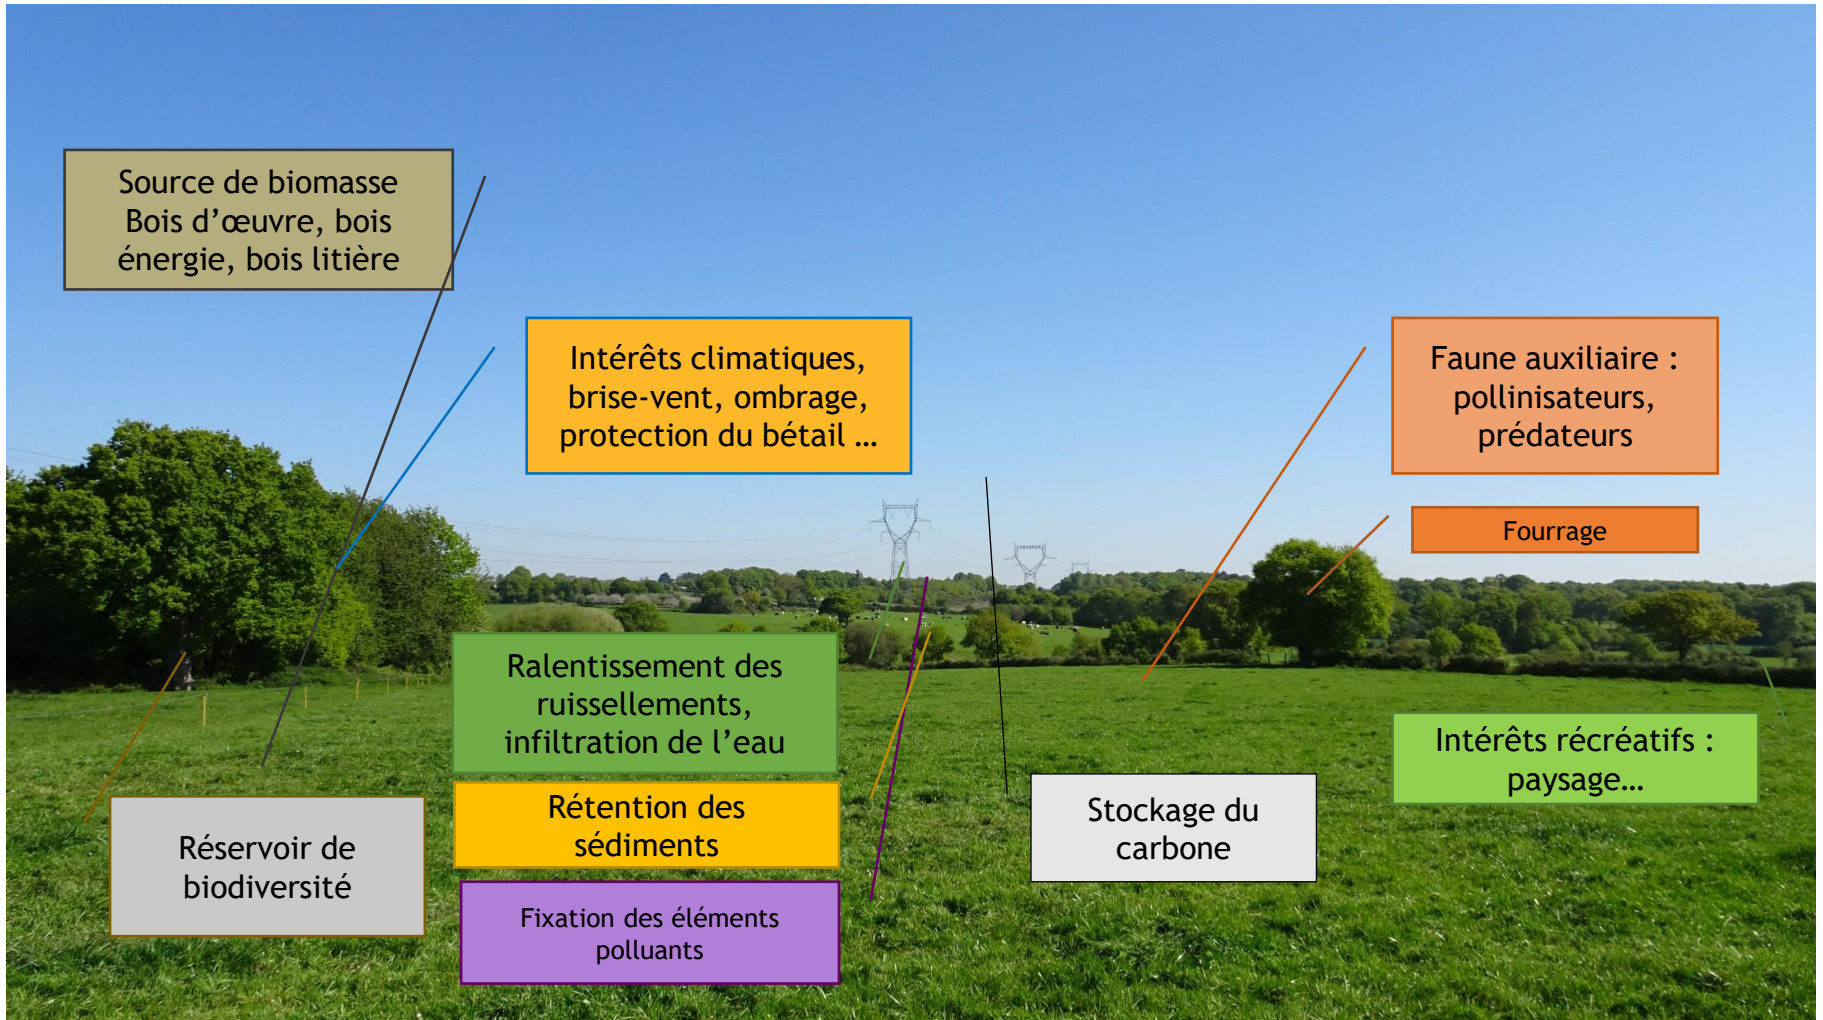 Source de biomasse
Bois d’œuvre, bois
énergie, bois litière
Intérêts climatiques,
brise-vent, ombrage,
protection du bétail …
Faune auxiliaire :
pollinisateurs,
prédateurs
Fourrage
Ralentissement des
ruissellements,
infiltration de l’eau
Intérêts récréatifs :
paysage…
Rétention des
sédiments
Stockage du
carbone
Réservoir de
biodiversité
Fixation des éléments
polluants